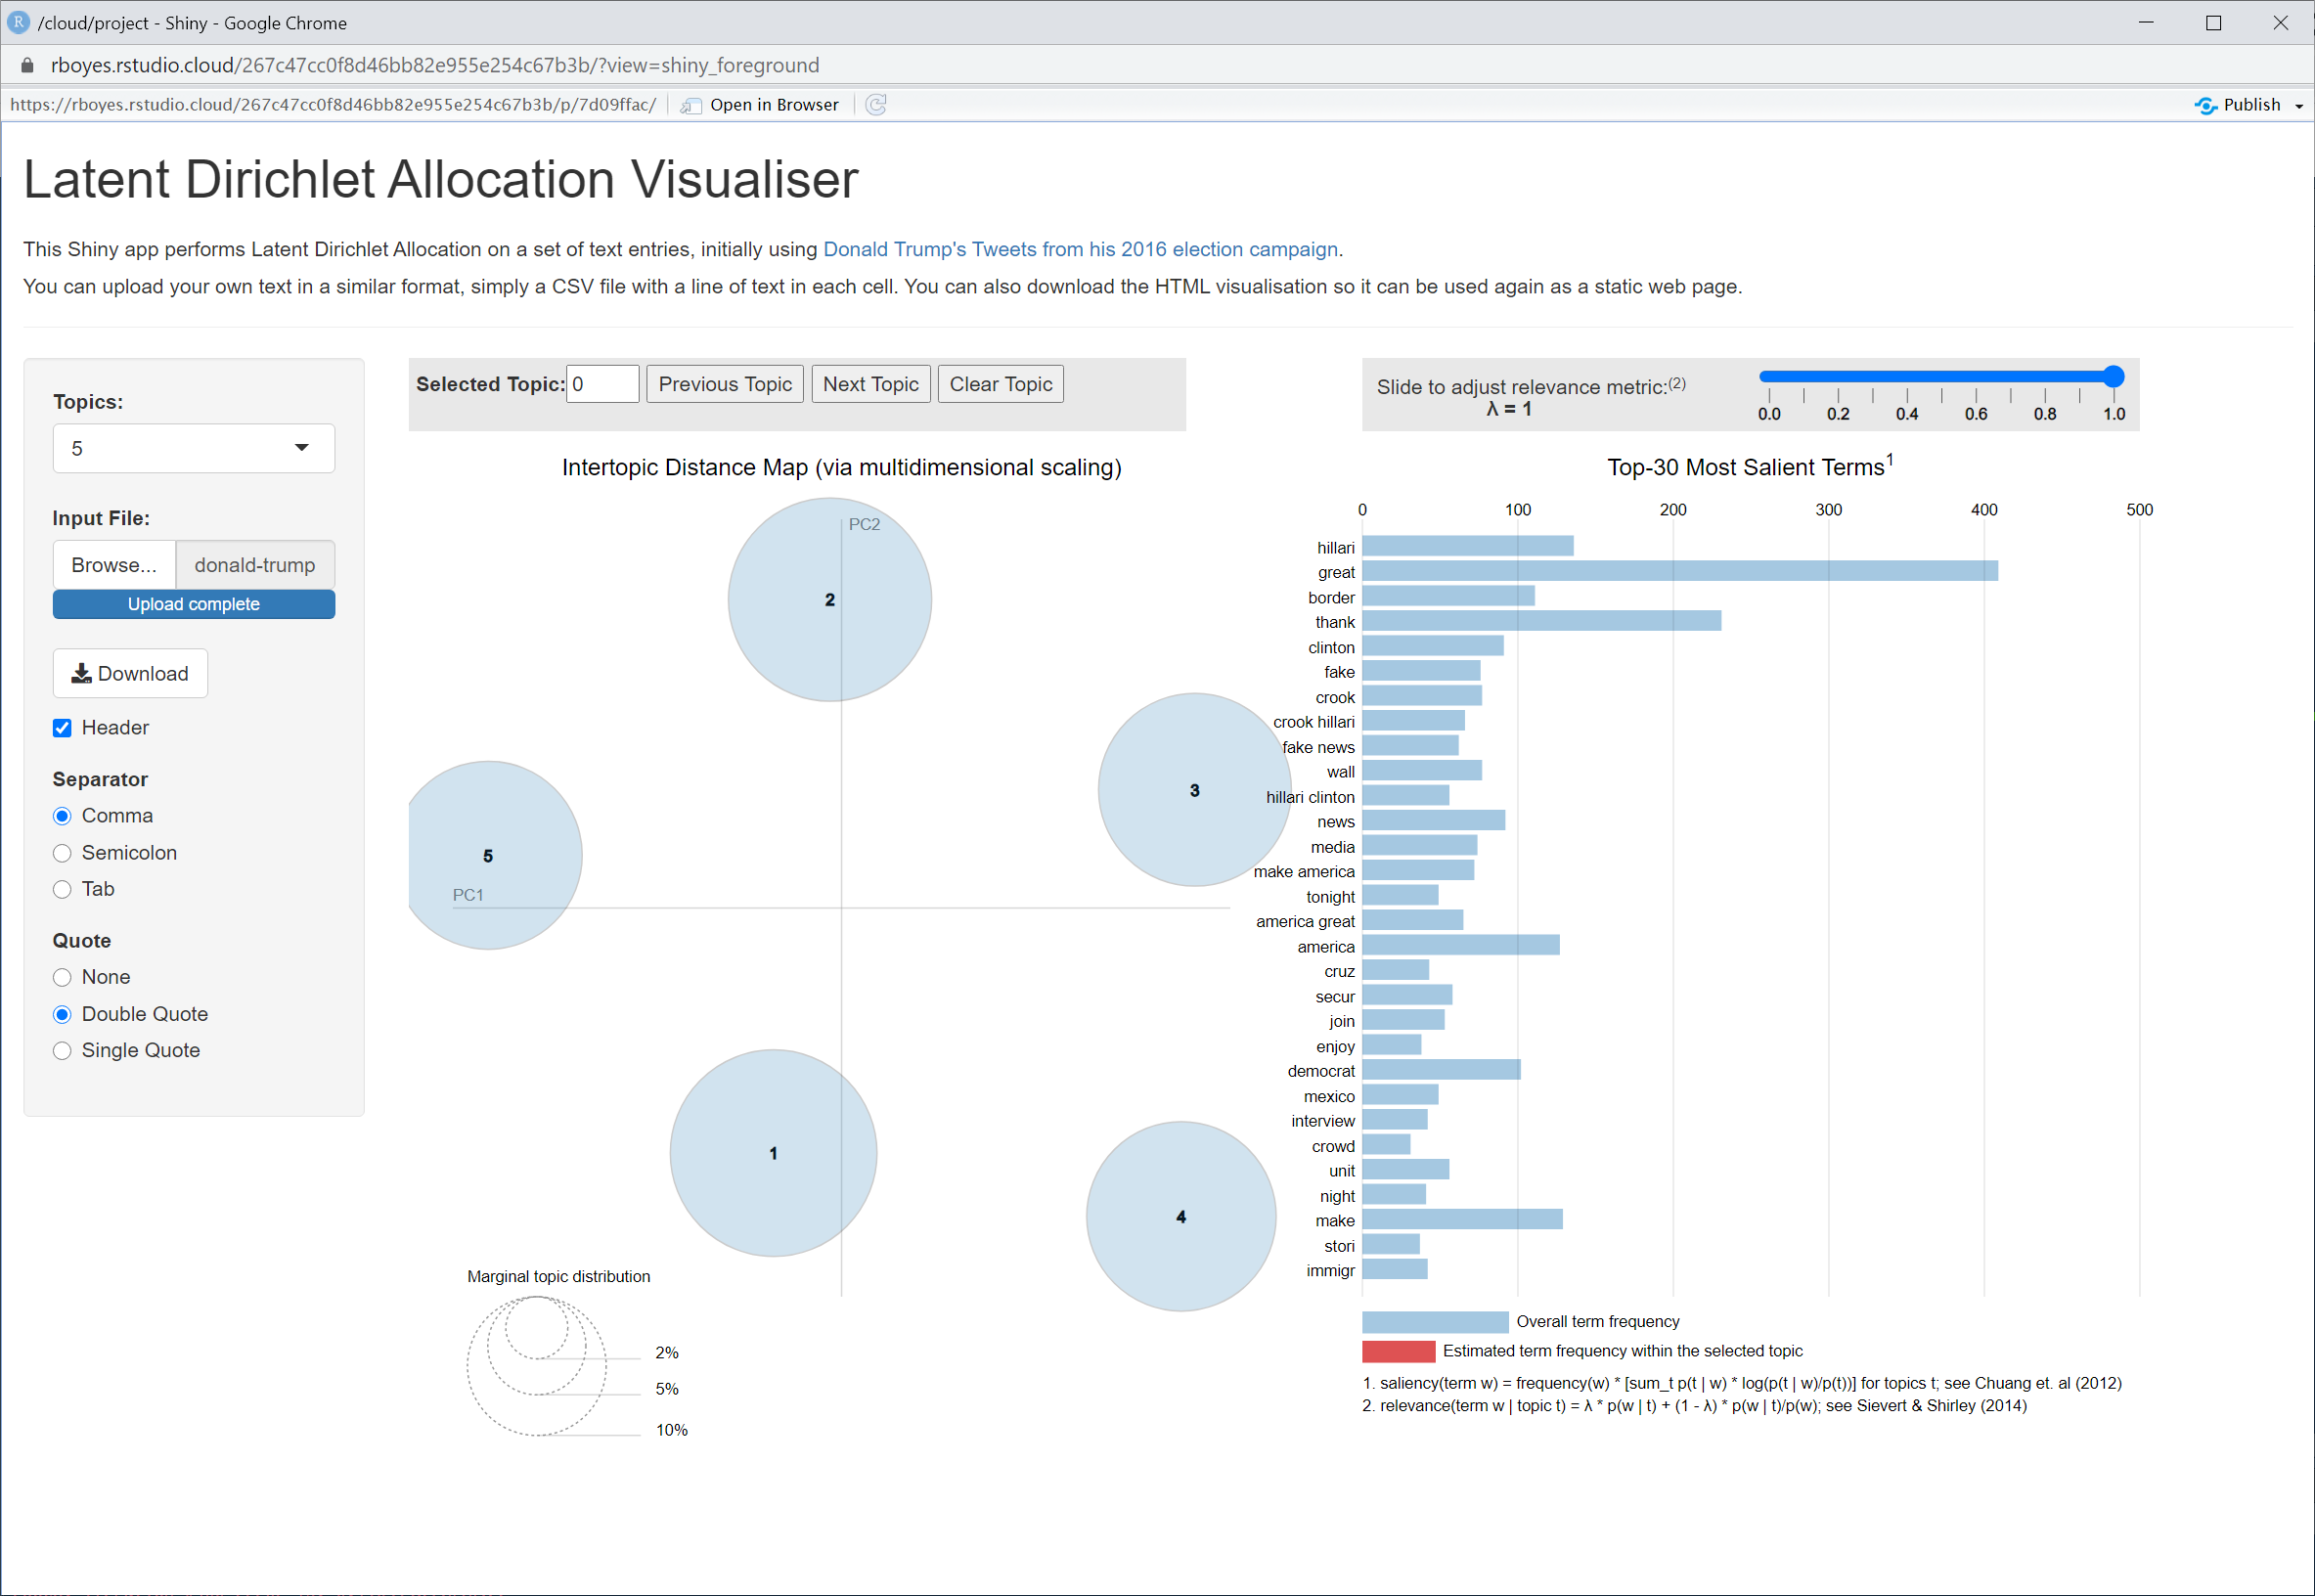 R /cloud/project - Shiny - Google Chrome
rboyes.rstudio.cloud/267c47cc0f8d46bb82e955e254c67b3b/?view=shiny_foreground
https://rboyes.rstudio.cloud/267c47cc0f8d46bb82e955e254c67b3b/p/7d09ffac/ Open in Browser Publish
Latent Dirichlet Allocation Visualiser
This Shiny app performs Latent Dirichlet Allocation on a set of text entries, initially using Donald Trump's Tweets from his 2016 election campaign.
You can upload your own text in a similar format, simply a CSV file with a line of text in each cell. You can also download the HTML visualisation so it can be used again as a static web page.
Topics:
5
Input File:
Browse... donald-trump
Upload complete
Download
Header
Separator
Comma
Semicolon
Tab
Quote
None
Double Quote
Single Quote
Selected Topic: 0 Previous Topic Next Topic Clear Topic
Intertopic Distance Map (via multidimensional scaling)
PC2
2
3
5
PC1
1
4
Marginal topic distribution
2%
5%
10%
Slide to adjust relevance metric:(2)
λ = 1
0.0 0.2 0.4 0.6 0.8 1.0
Top-30 Most Salient Terms1
0 100 200 300 400 500
hillari
great
border
thank
clinton
fake
crook
crook hillari
fake news
wall
hillari clinton
news
media
make america
tonight
america great
america
cruz
secur
join
enjoy
democrat
mexico
interview
crowd
unit
night
make
stori
immigr
Overall term frequency
Estimated term frequency within the selected topic
1. saliency(term w) = frequency(w) * [sum_t p(t | w) * log(p(t | w)/p(t))] for topics t; see Chuang et. al (2012)
2. relevance(term w | topic t) = λ * p(w | t) + (1 - λ) * p(w | t)/p(w); see Sievert & Shirley (2014)